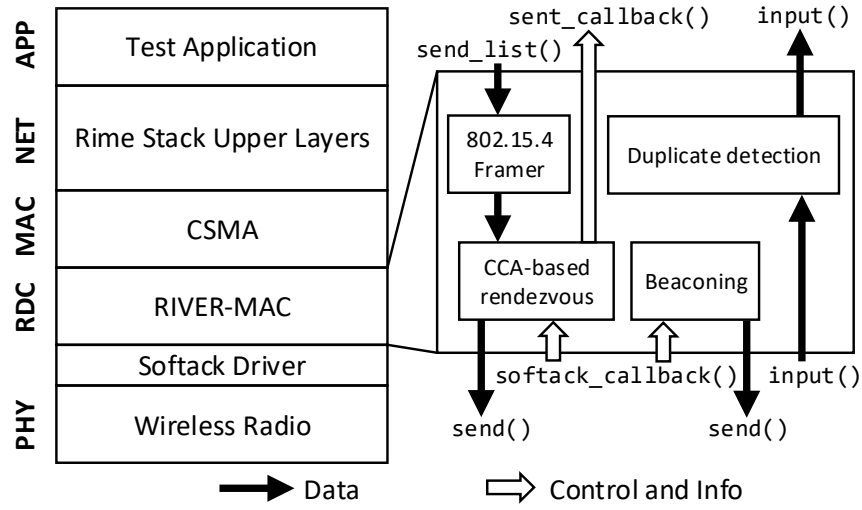 APP
Test Application
NET
Rime Stack Upper Layers
MAC
CSMA
RDC
RIVER-MAC
Softack Driver
PHY
Wireless Radio
sent_callback()
input()
send_list()
802.15.4
Framer
Duplicate detection
CCA-based
rendezvous
Beaconing
softack_callback()
input()
send()
send()
Data
Control and Info